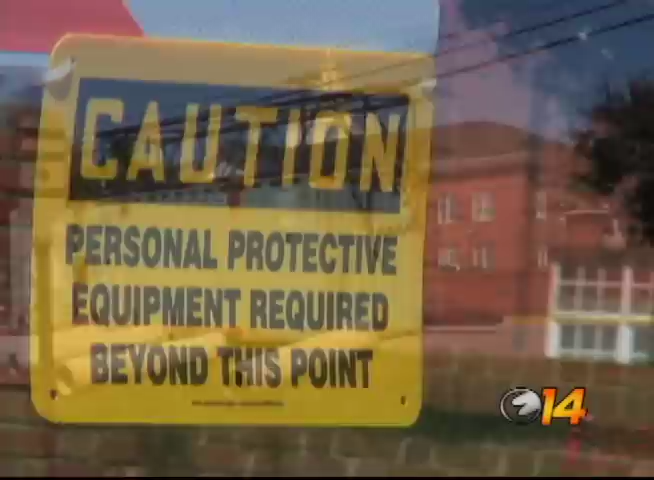 CAUTION
PERSONAL PROTECTIVE
EQUIPMENT REQUIRED
BEYOND THIS POINT
14